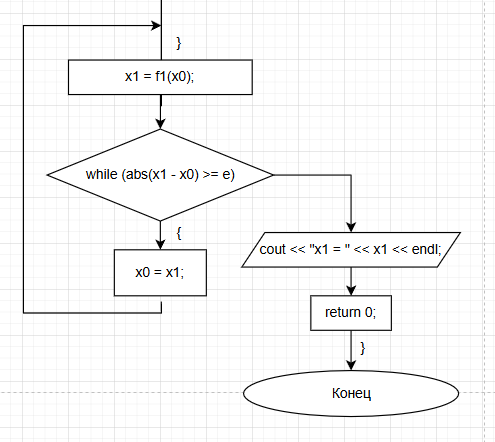 }
x1 = f1(x0);
while (abs(x1 - x0) >= e)
{
cout << "x1 = " << x1 << endl;
x0 = x1;
return 0;
}
Конец